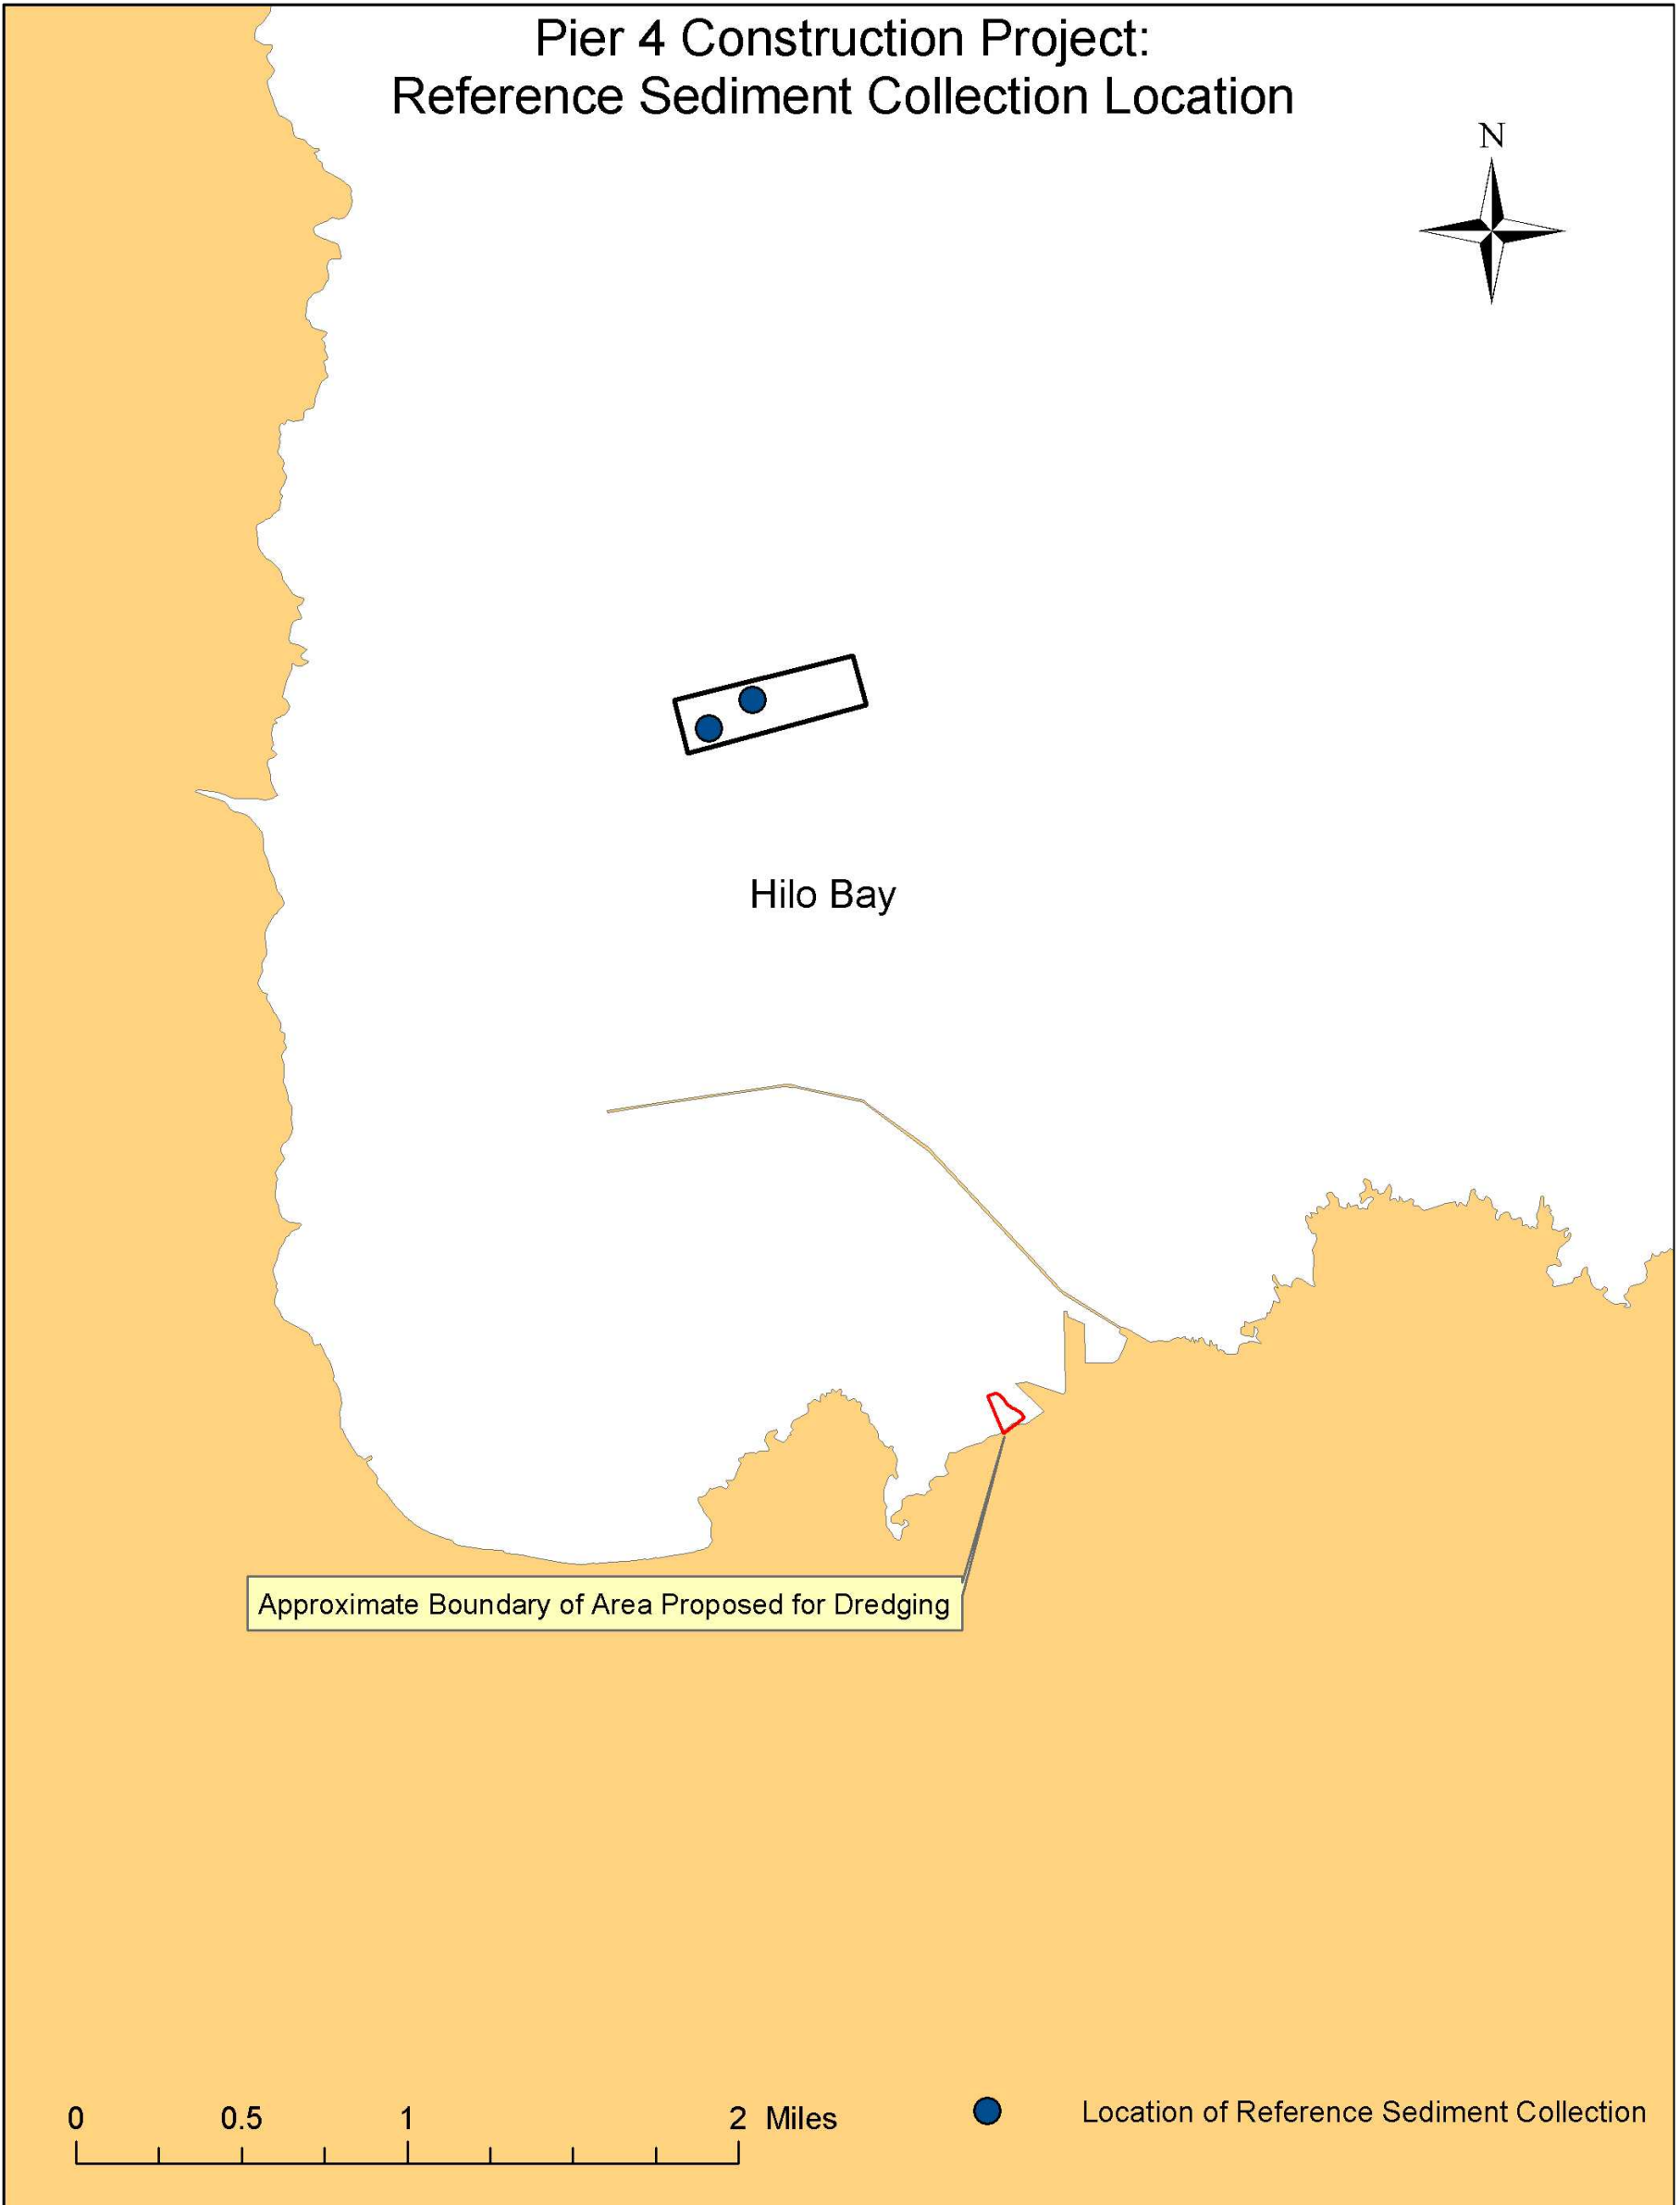 Pier 4 Construction Project:
Reference Sediment Collection Location
N
Hilo Bay
Approximate Boundary of Area Proposed for Dredging
0 0.5 1 2 Miles
Location of Reference Sediment Collection